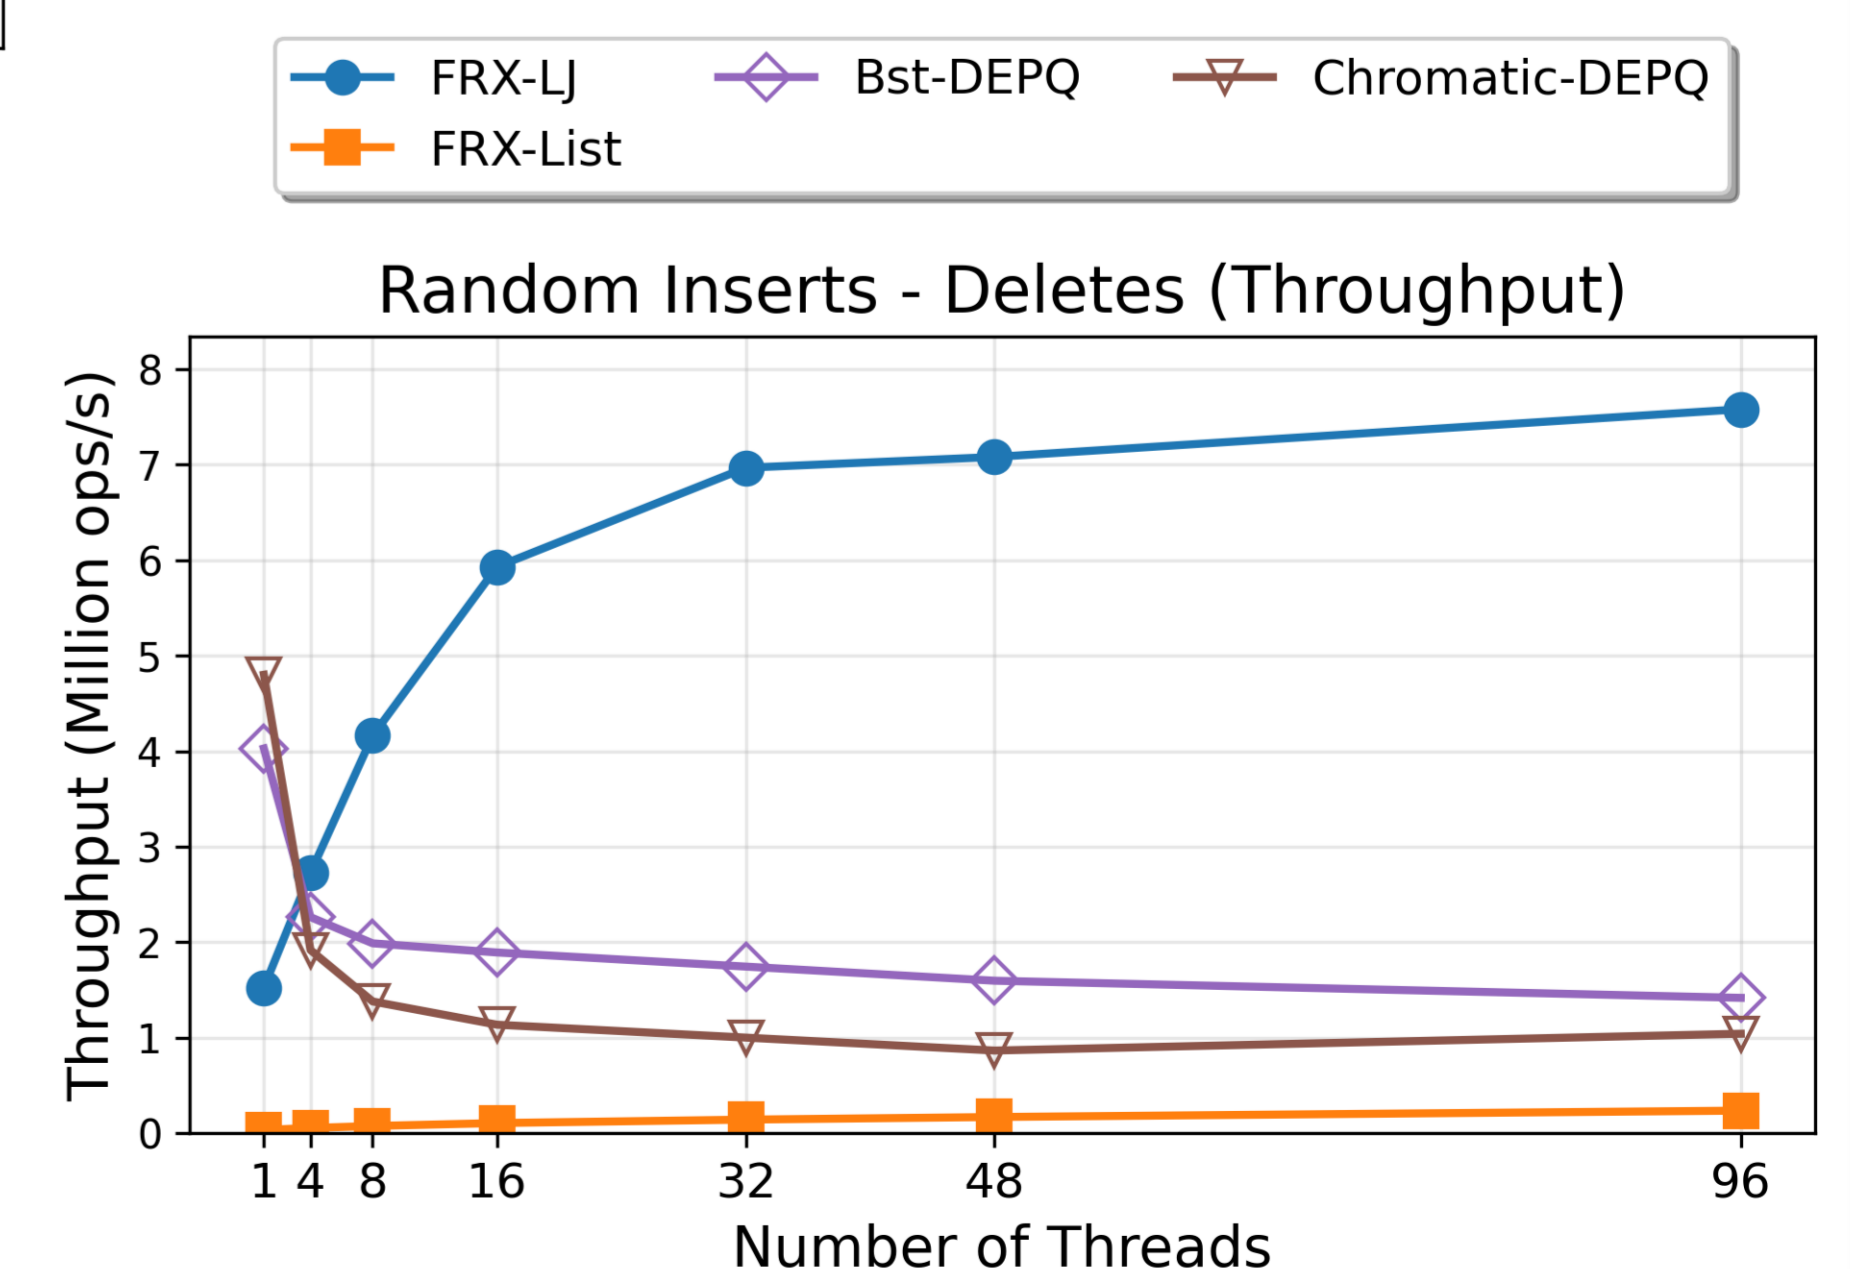 FRX-LJ Bst-DEPQ Chromatic-DEPQ
FRX-List
Random Inserts - Deletes (Throughput)
Throughput (Million ops/s)
8
7
6
5
4
3
2
1
0
1 4 8 16 32 48 96
Number of Threads